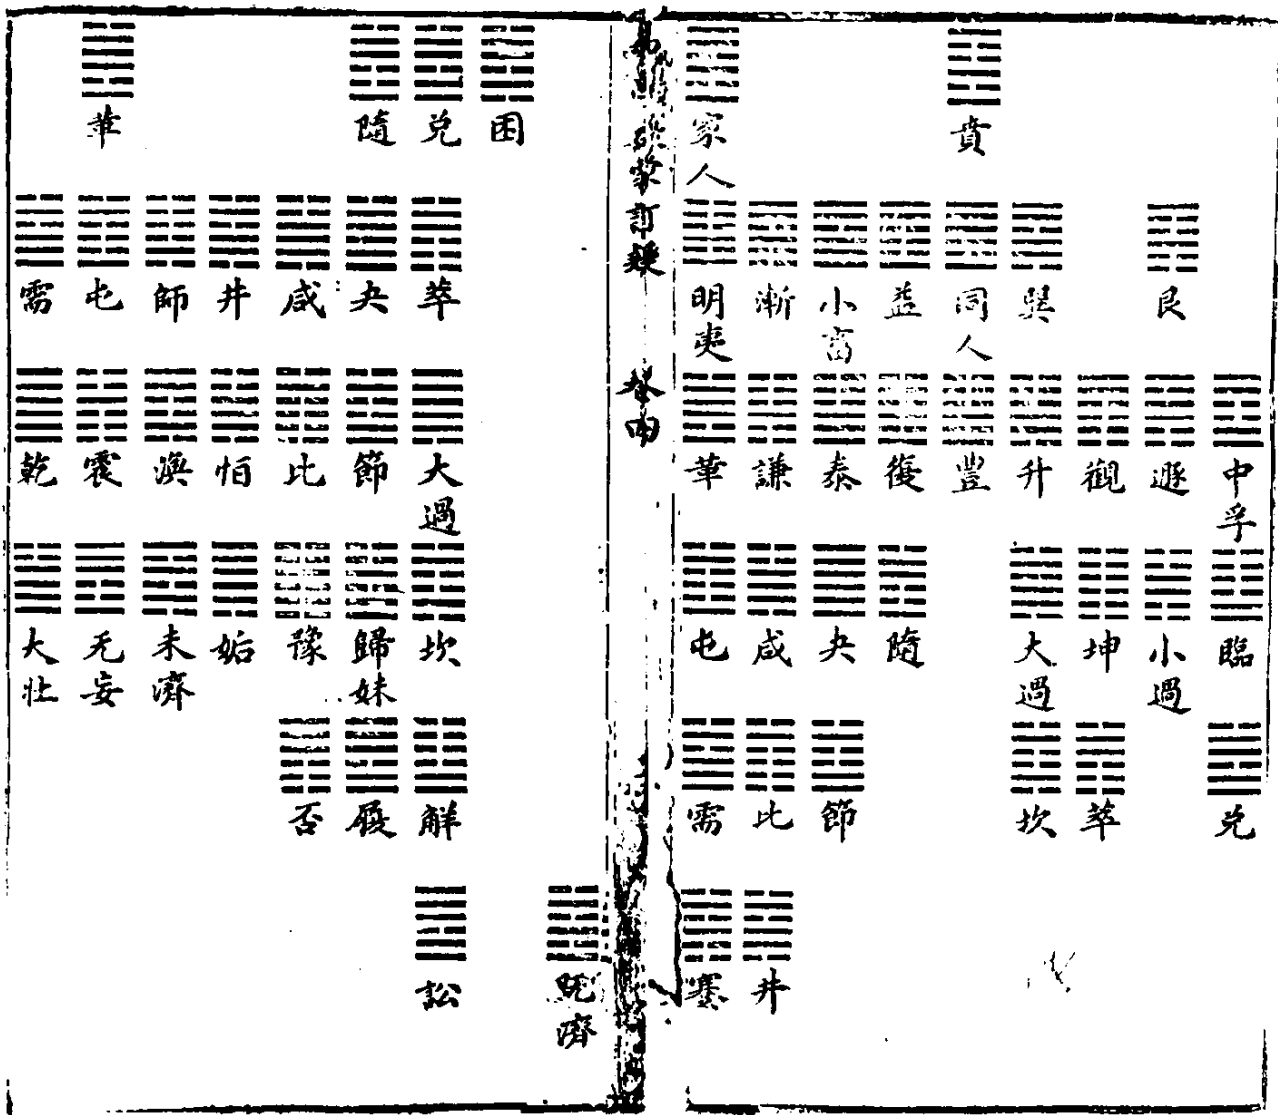 中孚
臨
兌
艮
遯
小過
觀
坤
萃
巽
升
大過
坎
賁
同人
豐
益
復
隨
小畜
泰
夬
節
漸
謙
咸
比
井
家人
明夷
革
屯
需
蹇
訂疑
既濟
困
兌
萃
大過
坎
解
訟
隨
夬
節
歸妹
履
咸
比
豫
否
井
恒
姤
師
渙
未濟
革
屯
震
无妄
需
乾
大壯